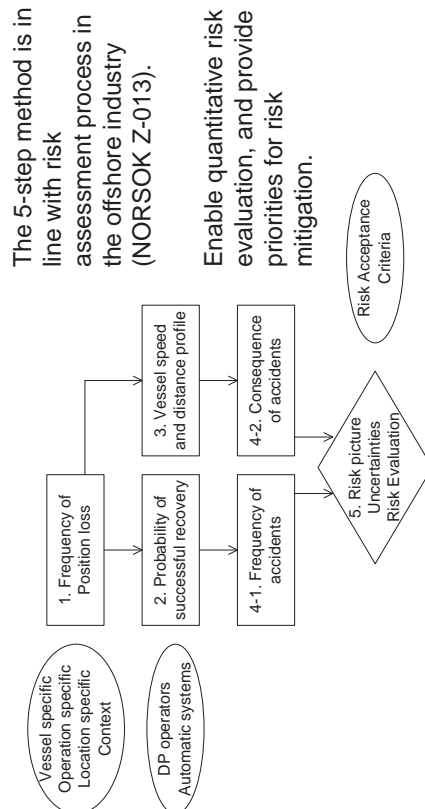 The 5-step method is in
line with risk
assessment process in
the offshore industry
(NORSOK Z-013).
Enable quantitative risk
evaluation, and provide
priorities for risk
mitigation.
Vessel specific
Operation specific
Location specific
Context
1. Frequency of
Position loss
DP operators
Automatic systems
2. Probability of
successful recovery
3. Vessel speed
and distance profile
4-1. Frequency of
accidents
4-2. Consequence
of accidents
5. Risk picture
Uncertainties
Risk Evaluation
Risk Acceptance
Criteria